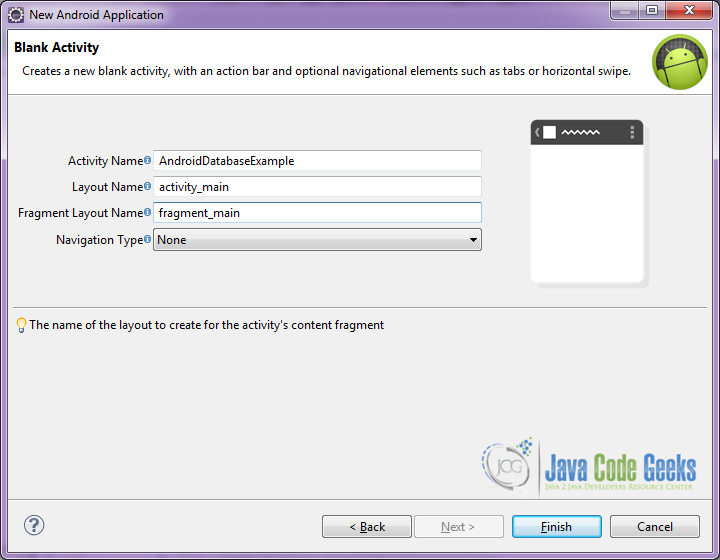 New Android Application
Blank Activity
Creates a new blank activity, with an action bar and optional navigational elements such as tabs or horizontal swipe.
Activity Name AndroidDatabaseExample
Layout Name activity_main
Fragment Layout Name fragment_main
Navigation Type None
The name of the layout to create for the activity's content fragment
JCG Java Code Geeks
Java 2 Java Developers Resource Center
? < Back Next > Finish Cancel